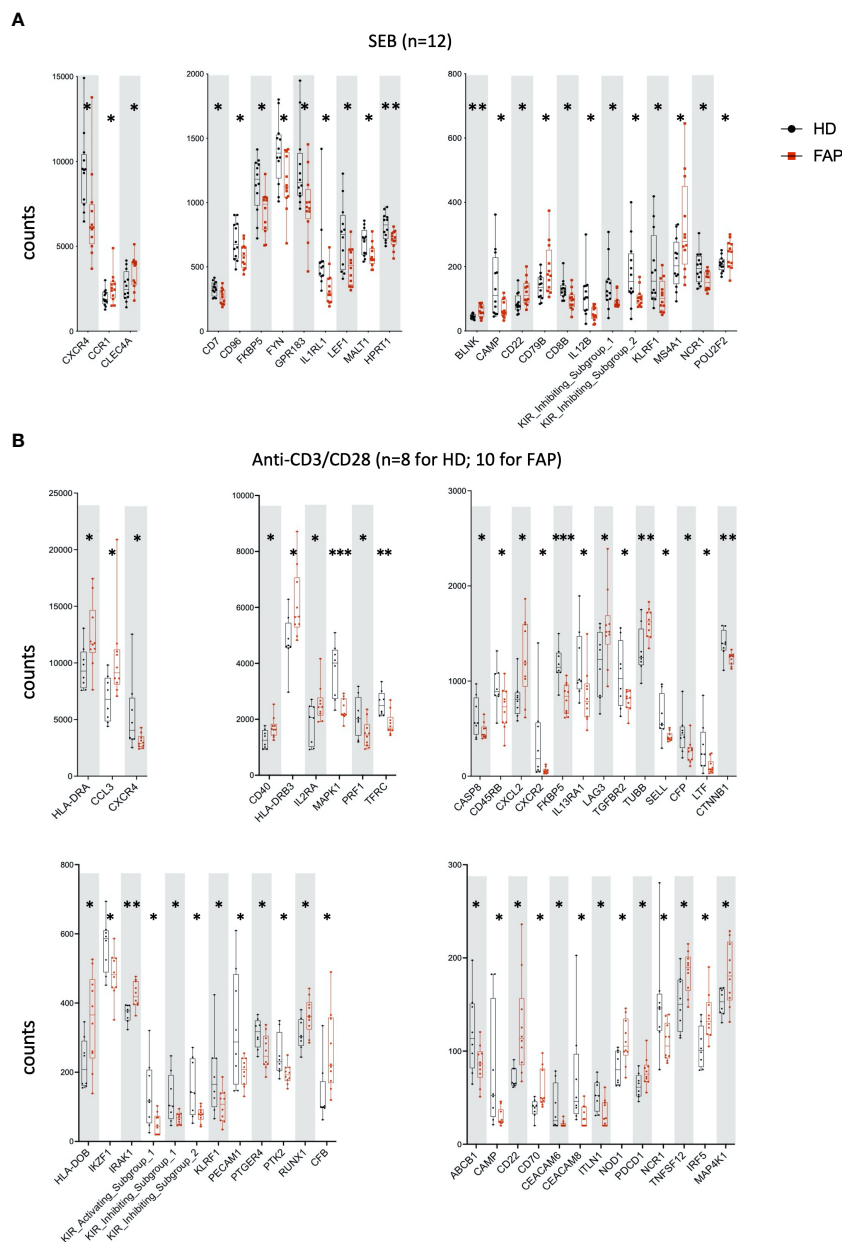 A
SEB (n=12)
counts
15000
10000
5000
0
* * *
CXCR4 CCR1 CLEC4A
2000
1500
1000
500
0
* * * * * * * * **
CD7 CD96 FKBP5 FYN GPR183 IL1RL1 LEF1 MALT1 HPRT1
800
600
400
200
0
** * * * * * * * * * * *
BLNK CAMP CD22 CD79B CD8B IL12B KIR_Inhibiting_Subgroup_1 KIR_Inhibiting_Subgroup_2 KLRF1 MS4A1 NCR1 POU2F2
HD
FAP
B
Anti-CD3/CD28 (n=8 for HD; 10 for FAP)
counts
25000
20000
15000
10000
5000
0
* * *
HLA-DRA CCL3 CXCR4
10000
8000
6000
4000
2000
0
* * * *** * **
CD40 HLA-DRB3 IL2RA MAPK1 PRF1 TFRC
3000
2000
1000
0
* * * * *** * * * ** * * * **
CASP8 CD45RB CXCL2 CXCR2 FKBP5 IL13RA1 LAG3 TGFBR2 TUBB SELL CFP LTF CTNNB1
counts
800
600
400
200
0
* * ** * * * * * * * * *
HLA-DOB IKZF1 IRAK1 KIR_Activating_Subgroup_1 KIR_Inhibiting_Subgroup_1 KIR_Inhibiting_Subgroup_2 KLRF1 PECAM1 PTGER4 PTK2 RUNX1 CFB
300
200
100
0
* * * * * * * * * * * * *
ABCB1 CAMP CD22 CD70 CEACAM6 CEACAM8 ITLN1 NOD1 PDCD1 NCR1 TNFSF12 IRF5 MAP4K1